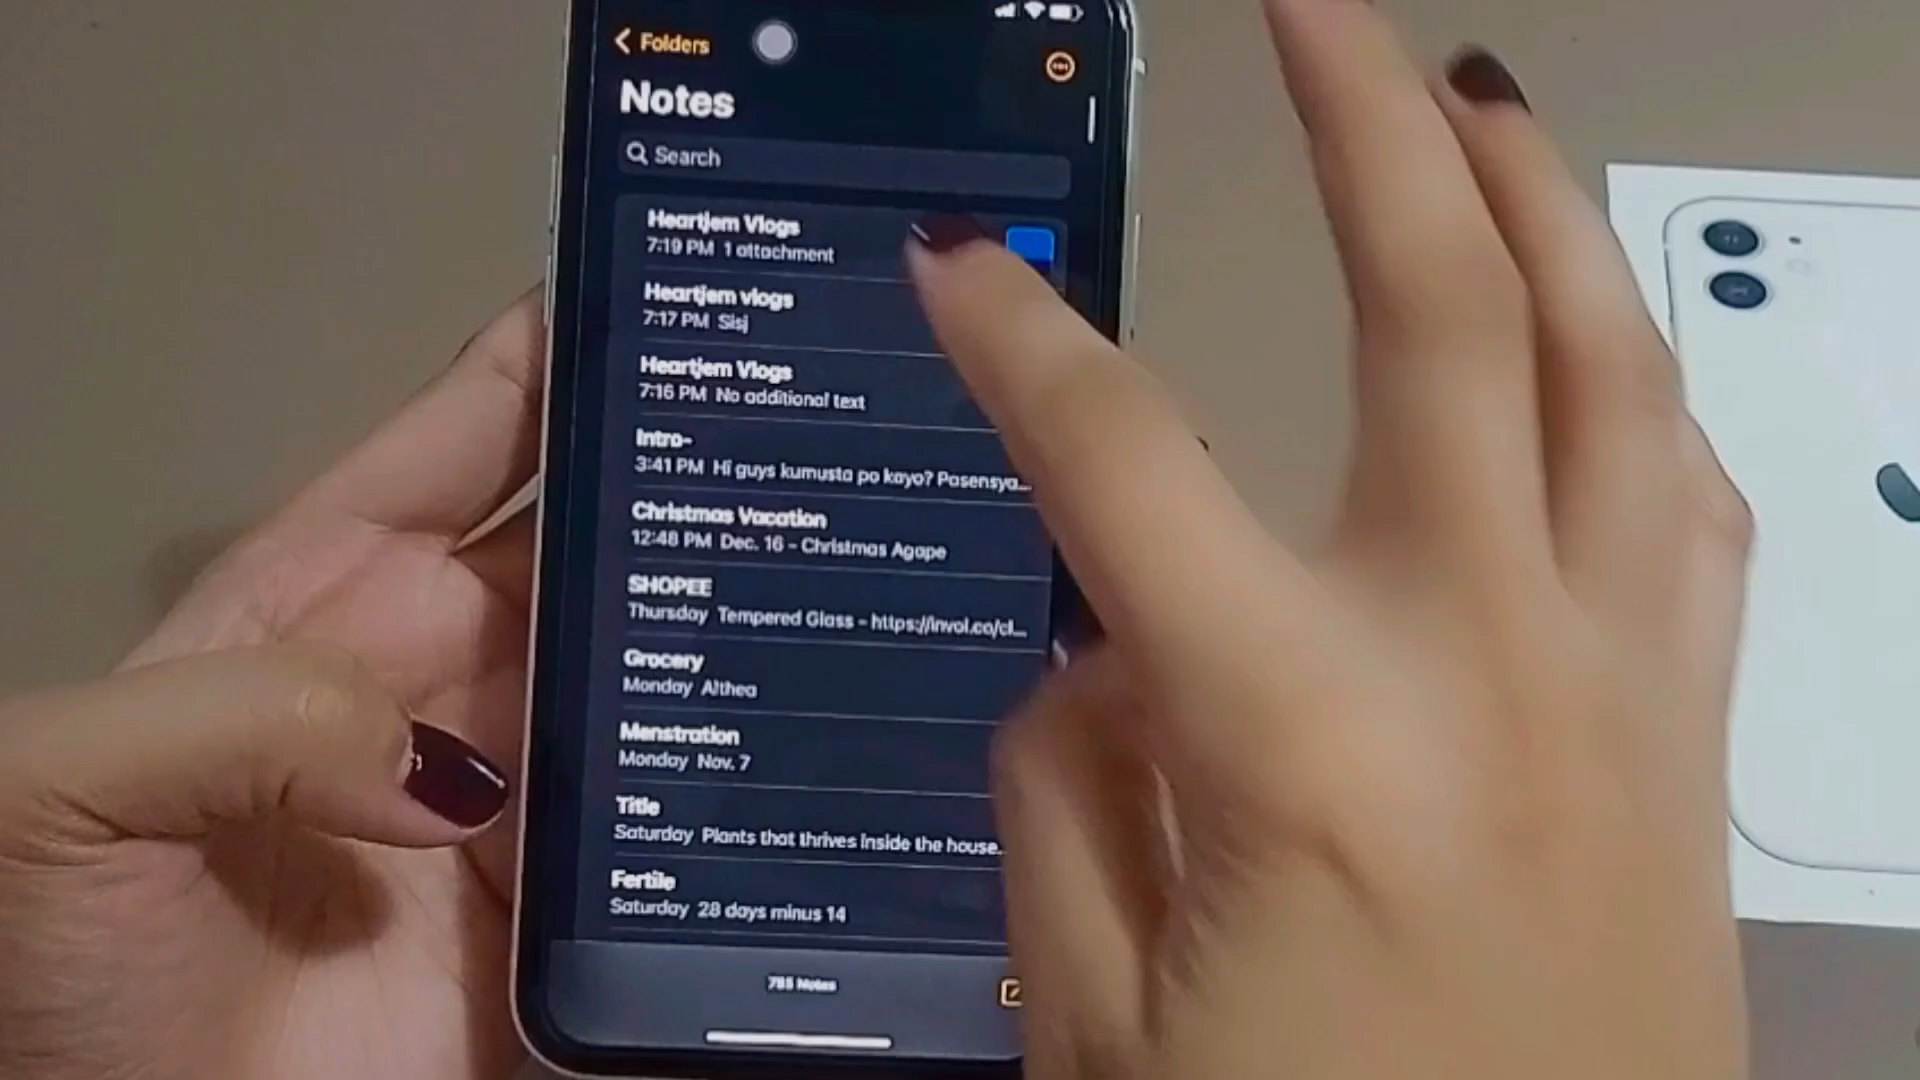 Folders
Notes
Search
Heartjem Vlogs
7:19 PM 1 attachment
Heartjem vlogs
7:17 PM Sisj
Heartjem Vlogs
7:16 PM No additional text
Intro-
3:41 PM Hi guys kumusta po kayo? Pasensya...
Christmas Vacation
12:48 PM Dec. 16 - Christmas Agape
SHOPEE
Thursday Tempered Glass - https://invol.co/cl...
Grocery
Monday Althea
Menstration
Monday Nov. 7
Title
Saturday Plants that thrives inside the house...
Fertile
Saturday 28 days minus 14
785 Notes